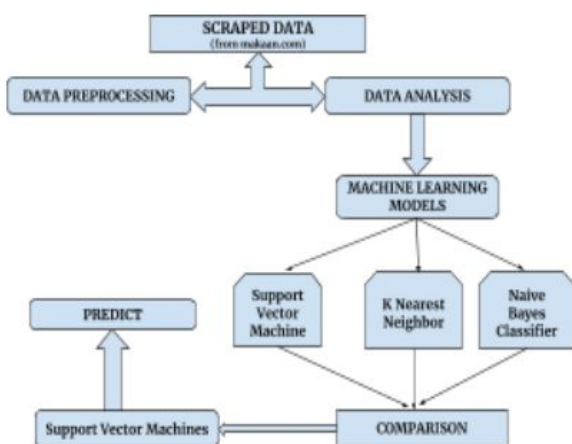 SCRAPED DATA
(from makaan.com)
DATA PREPROCESSING
DATA ANALYSIS
MACHINE LEARNING
MODELS
Support
Vector
Machine
K Nearest
Neighbor
Naive
Bayes
Classifier
PREDICT
Support Vector Machines
COMPARISON